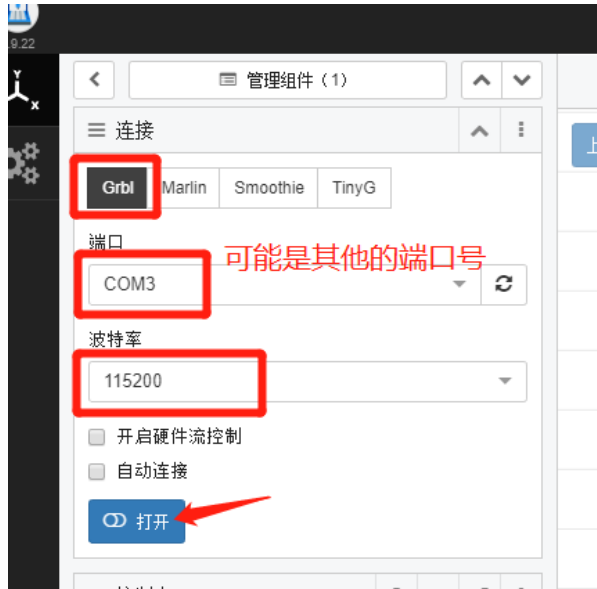 9.22
管理组件（1）
连接
Grbl Marlin Smoothie TinyG
端口
可能是其他的端口号
COM3
波特率
115200
开启硬件流控制
自动连接
打开